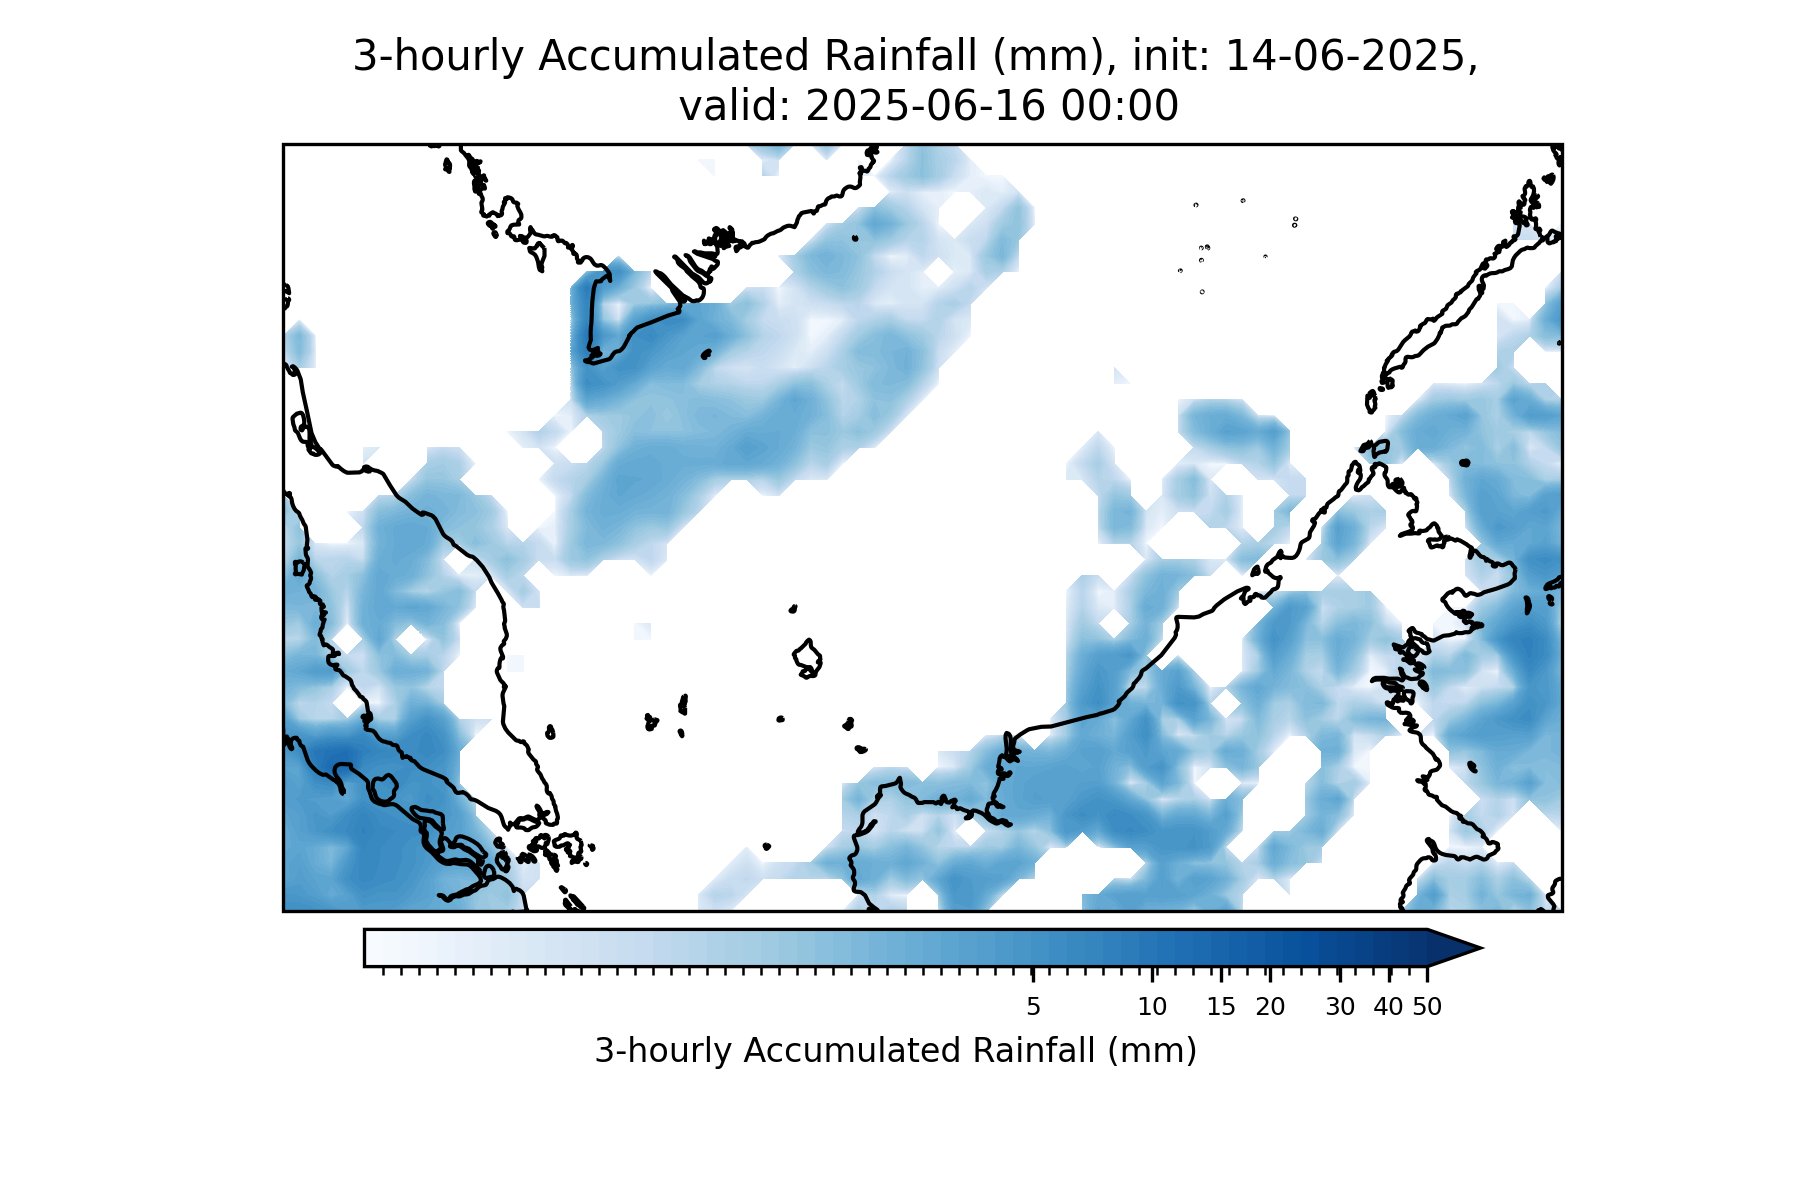 3-hourly Accumulated Rainfall (mm), init: 14-06-2025,
valid: 2025-06-16 00:00
5 10 15 20 30 40 50
3-hourly Accumulated Rainfall (mm)